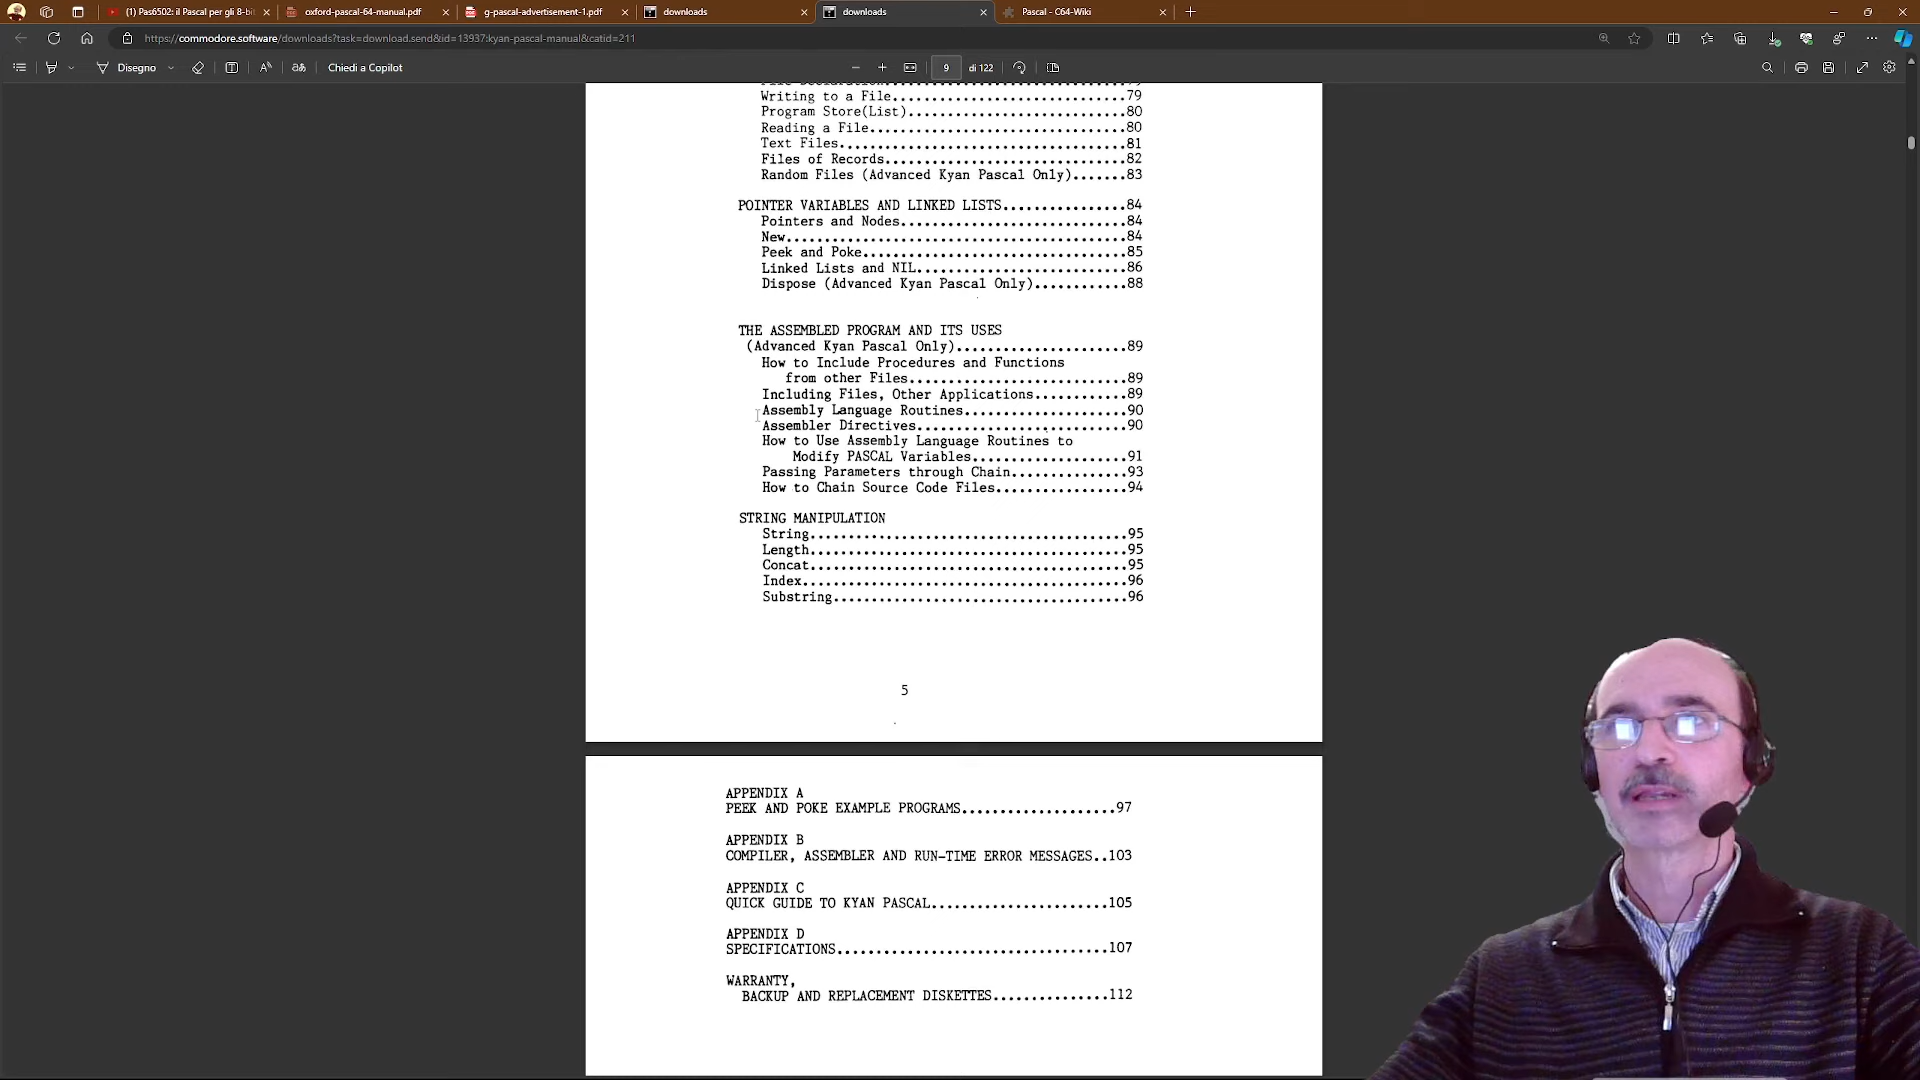 (1) Pas6502: il Pascal per gli 8-bit
oxford-pascal-64-manual.pdf
g-pascal-advertisement-1.pdf
downloads
downloads
Pascal - C64-Wiki
https://commodore.software/downloads?task=download.send&id=13937:kyan-pascal-manual&catid=211
Disegno
Chiedi a Copilot
9 di 122
Writing to a File..............................79
Program Store(List)............................80
Reading a File.................................80
Text Files.....................................81
Files of Records...............................82
Random Files (Advanced Kyan Pascal Only).......83
POINTER VARIABLES AND LINKED LISTS................84
Pointers and Nodes.............................84
New............................................84
Peek and Poke..................................85
Linked Lists and NIL...........................86
Dispose (Advanced Kyan Pascal Only)............88
THE ASSEMBLED PROGRAM AND ITS USES
(Advanced Kyan Pascal Only)......................89
How to Include Procedures and Functions
from other Files............................89
Including Files, Other Applications............89
Assembly Language Routines.....................90
Assembler Directives...........................90
How to Use Assembly Language Routines to
Modify PASCAL Variables....................91
Passing Parameters through Chain...............93
How to Chain Source Code Files.................94
STRING MANIPULATION
String.........................................95
Length.........................................95
Concat.........................................95
Index..........................................96
Substring......................................96
5
APPENDIX A
PEEK AND POKE EXAMPLE PROGRAMS....................97
APPENDIX B
COMPILER, ASSEMBLER AND RUN-TIME ERROR MESSAGES..103
APPENDIX C
QUICK GUIDE TO KYAN PASCAL.......................105
APPENDIX D
SPECIFICATIONS...................................107
WARRANTY,
BACKUP AND REPLACEMENT DISKETTES...............112